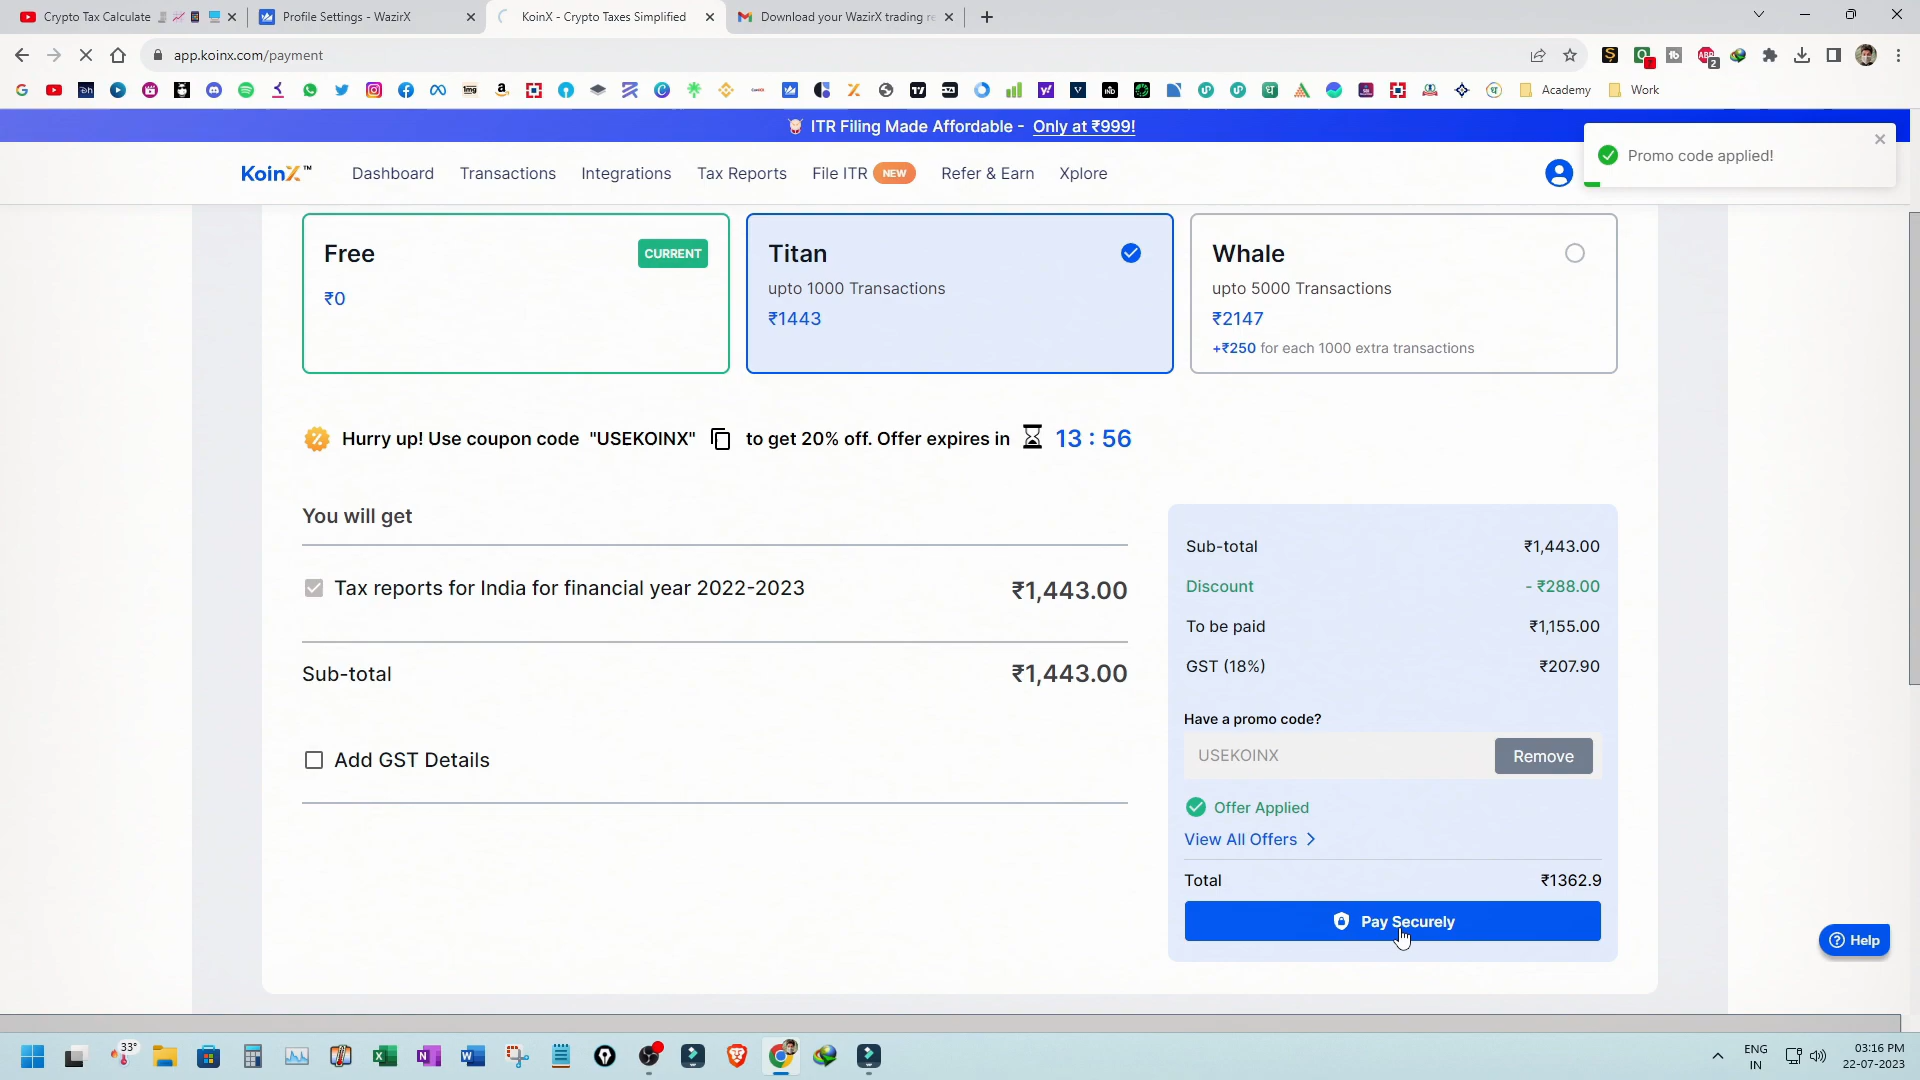 Crypto Tax Calculate
Profile Settings - WazirX
KoinX - Crypto Taxes Simplified
Download your WazirX trading re
app.koinx.com/payment
Academy
Work
ITR Filing Made Affordable - Only at ₹999!
KoinX™
Dashboard
Transactions
Integrations
Tax Reports
File ITR NEW
Refer & Earn
Xplore
Promo code applied!
Free
CURRENT
₹0
Titan
upto 1000 Transactions
₹1443
Whale
upto 5000 Transactions
₹2147
+₹250 for each 1000 extra transactions
Hurry up! Use coupon code "USEKOINX" to get 20% off. Offer expires in 13 : 56
You will get
Tax reports for India for financial year 2022-2023 ₹1,443.00
Sub-total ₹1,443.00
Add GST Details
Sub-total ₹1,443.00
Discount - ₹288.00
To be paid ₹1,155.00
GST (18%) ₹207.90
Have a promo code?
USEKOINX Remove
Offer Applied
View All Offers >
Total ₹1362.9
Pay Securely
Help
33°
ENG
IN
03:16 PM
22-07-2023